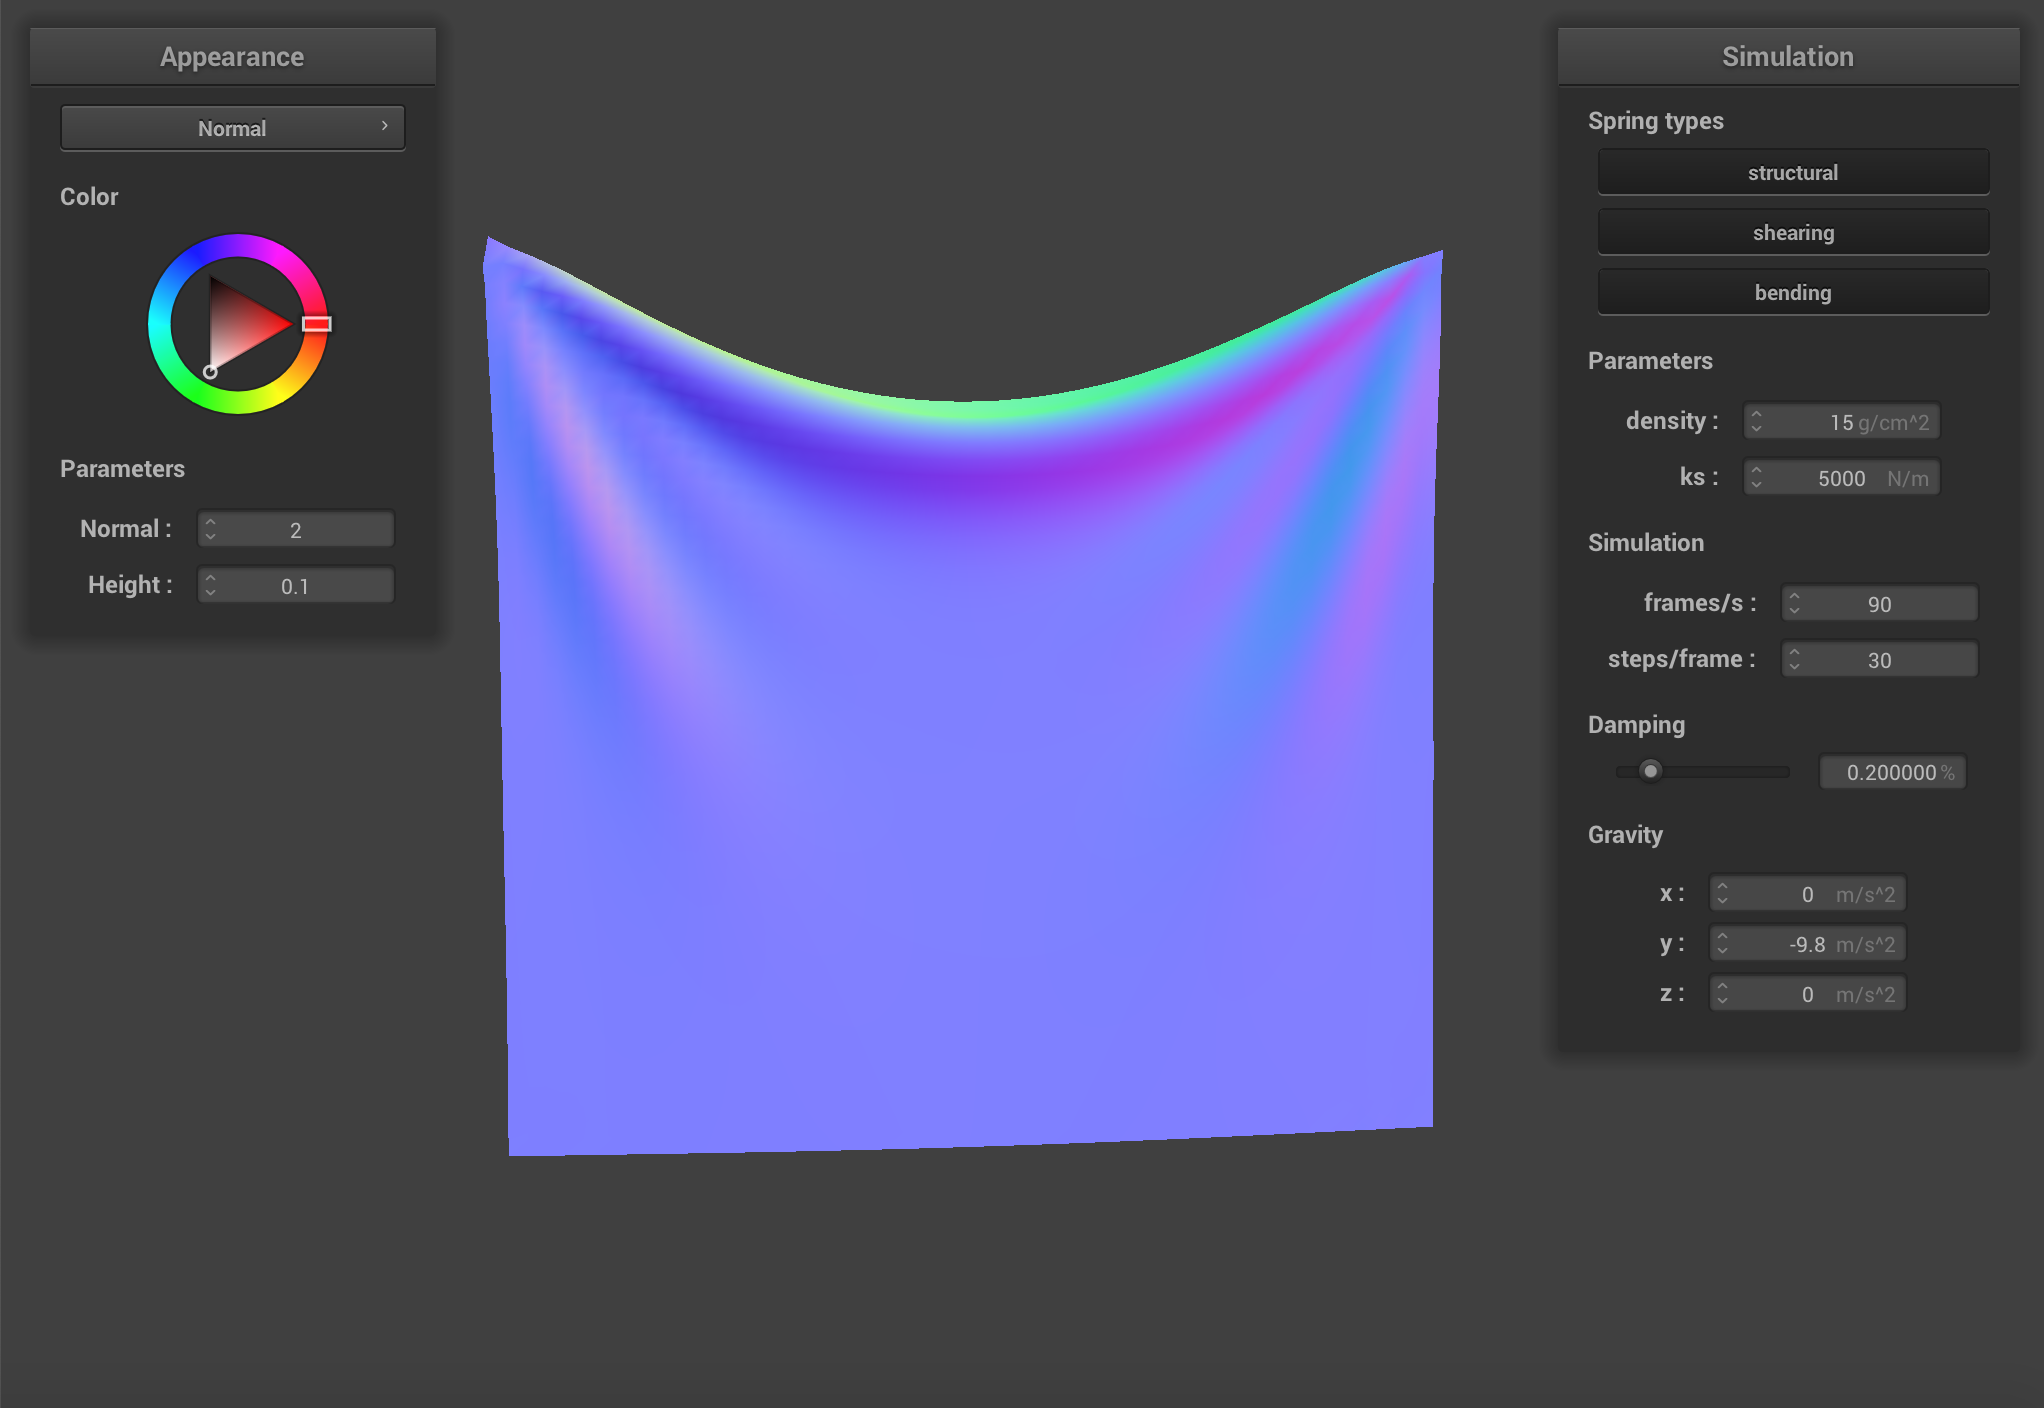 Appearance
Normal
Color
Parameters
Normal : 2
Height : 0.1
Simulation
Spring types
structural
shearing
bending
Parameters
density : 15 g/cm^2
ks : 5000 N/m
Simulation
frames/s : 90
steps/frame : 30
Damping
0.200000 %
Gravity
x : 0 m/s^2
y : -9.8 m/s^2
z : 0 m/s^2